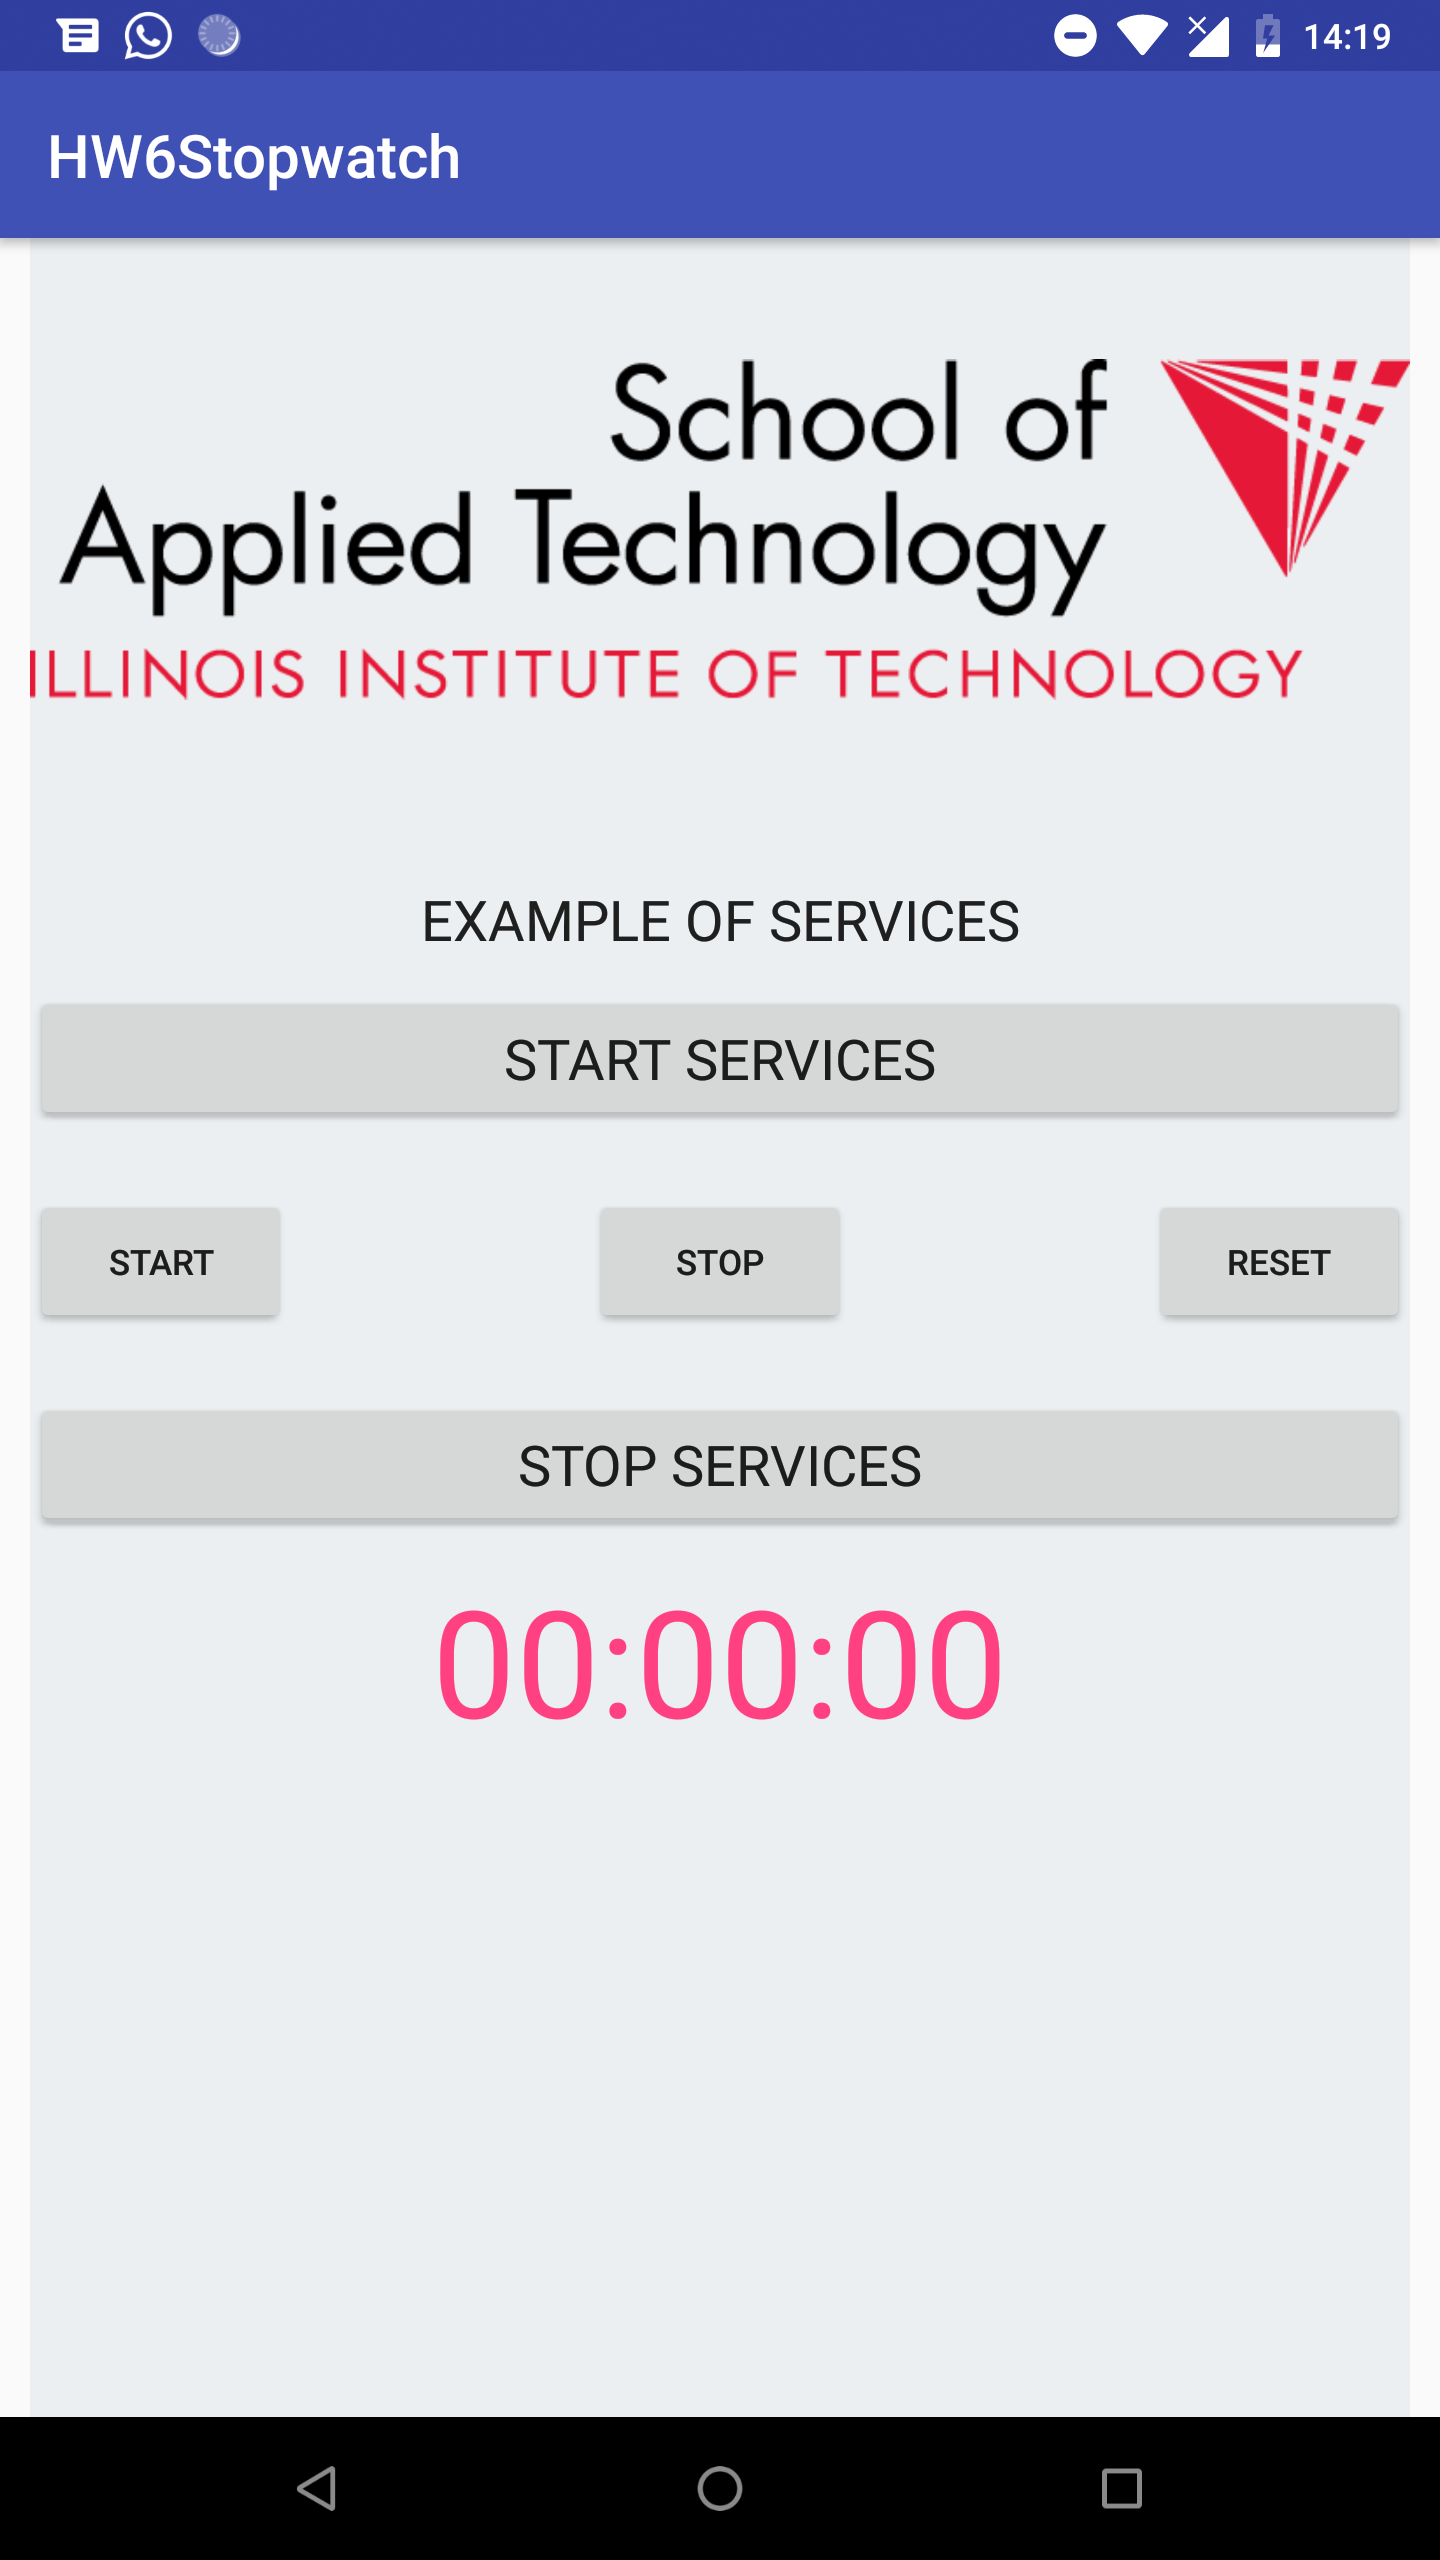 14:19
HW6Stopwatch
School of
Applied Technology
ILLINOIS INSTITUTE OF TECHNOLOGY
EXAMPLE OF SERVICES
START SERVICES
START STOP RESET
STOP SERVICES
00:00:00